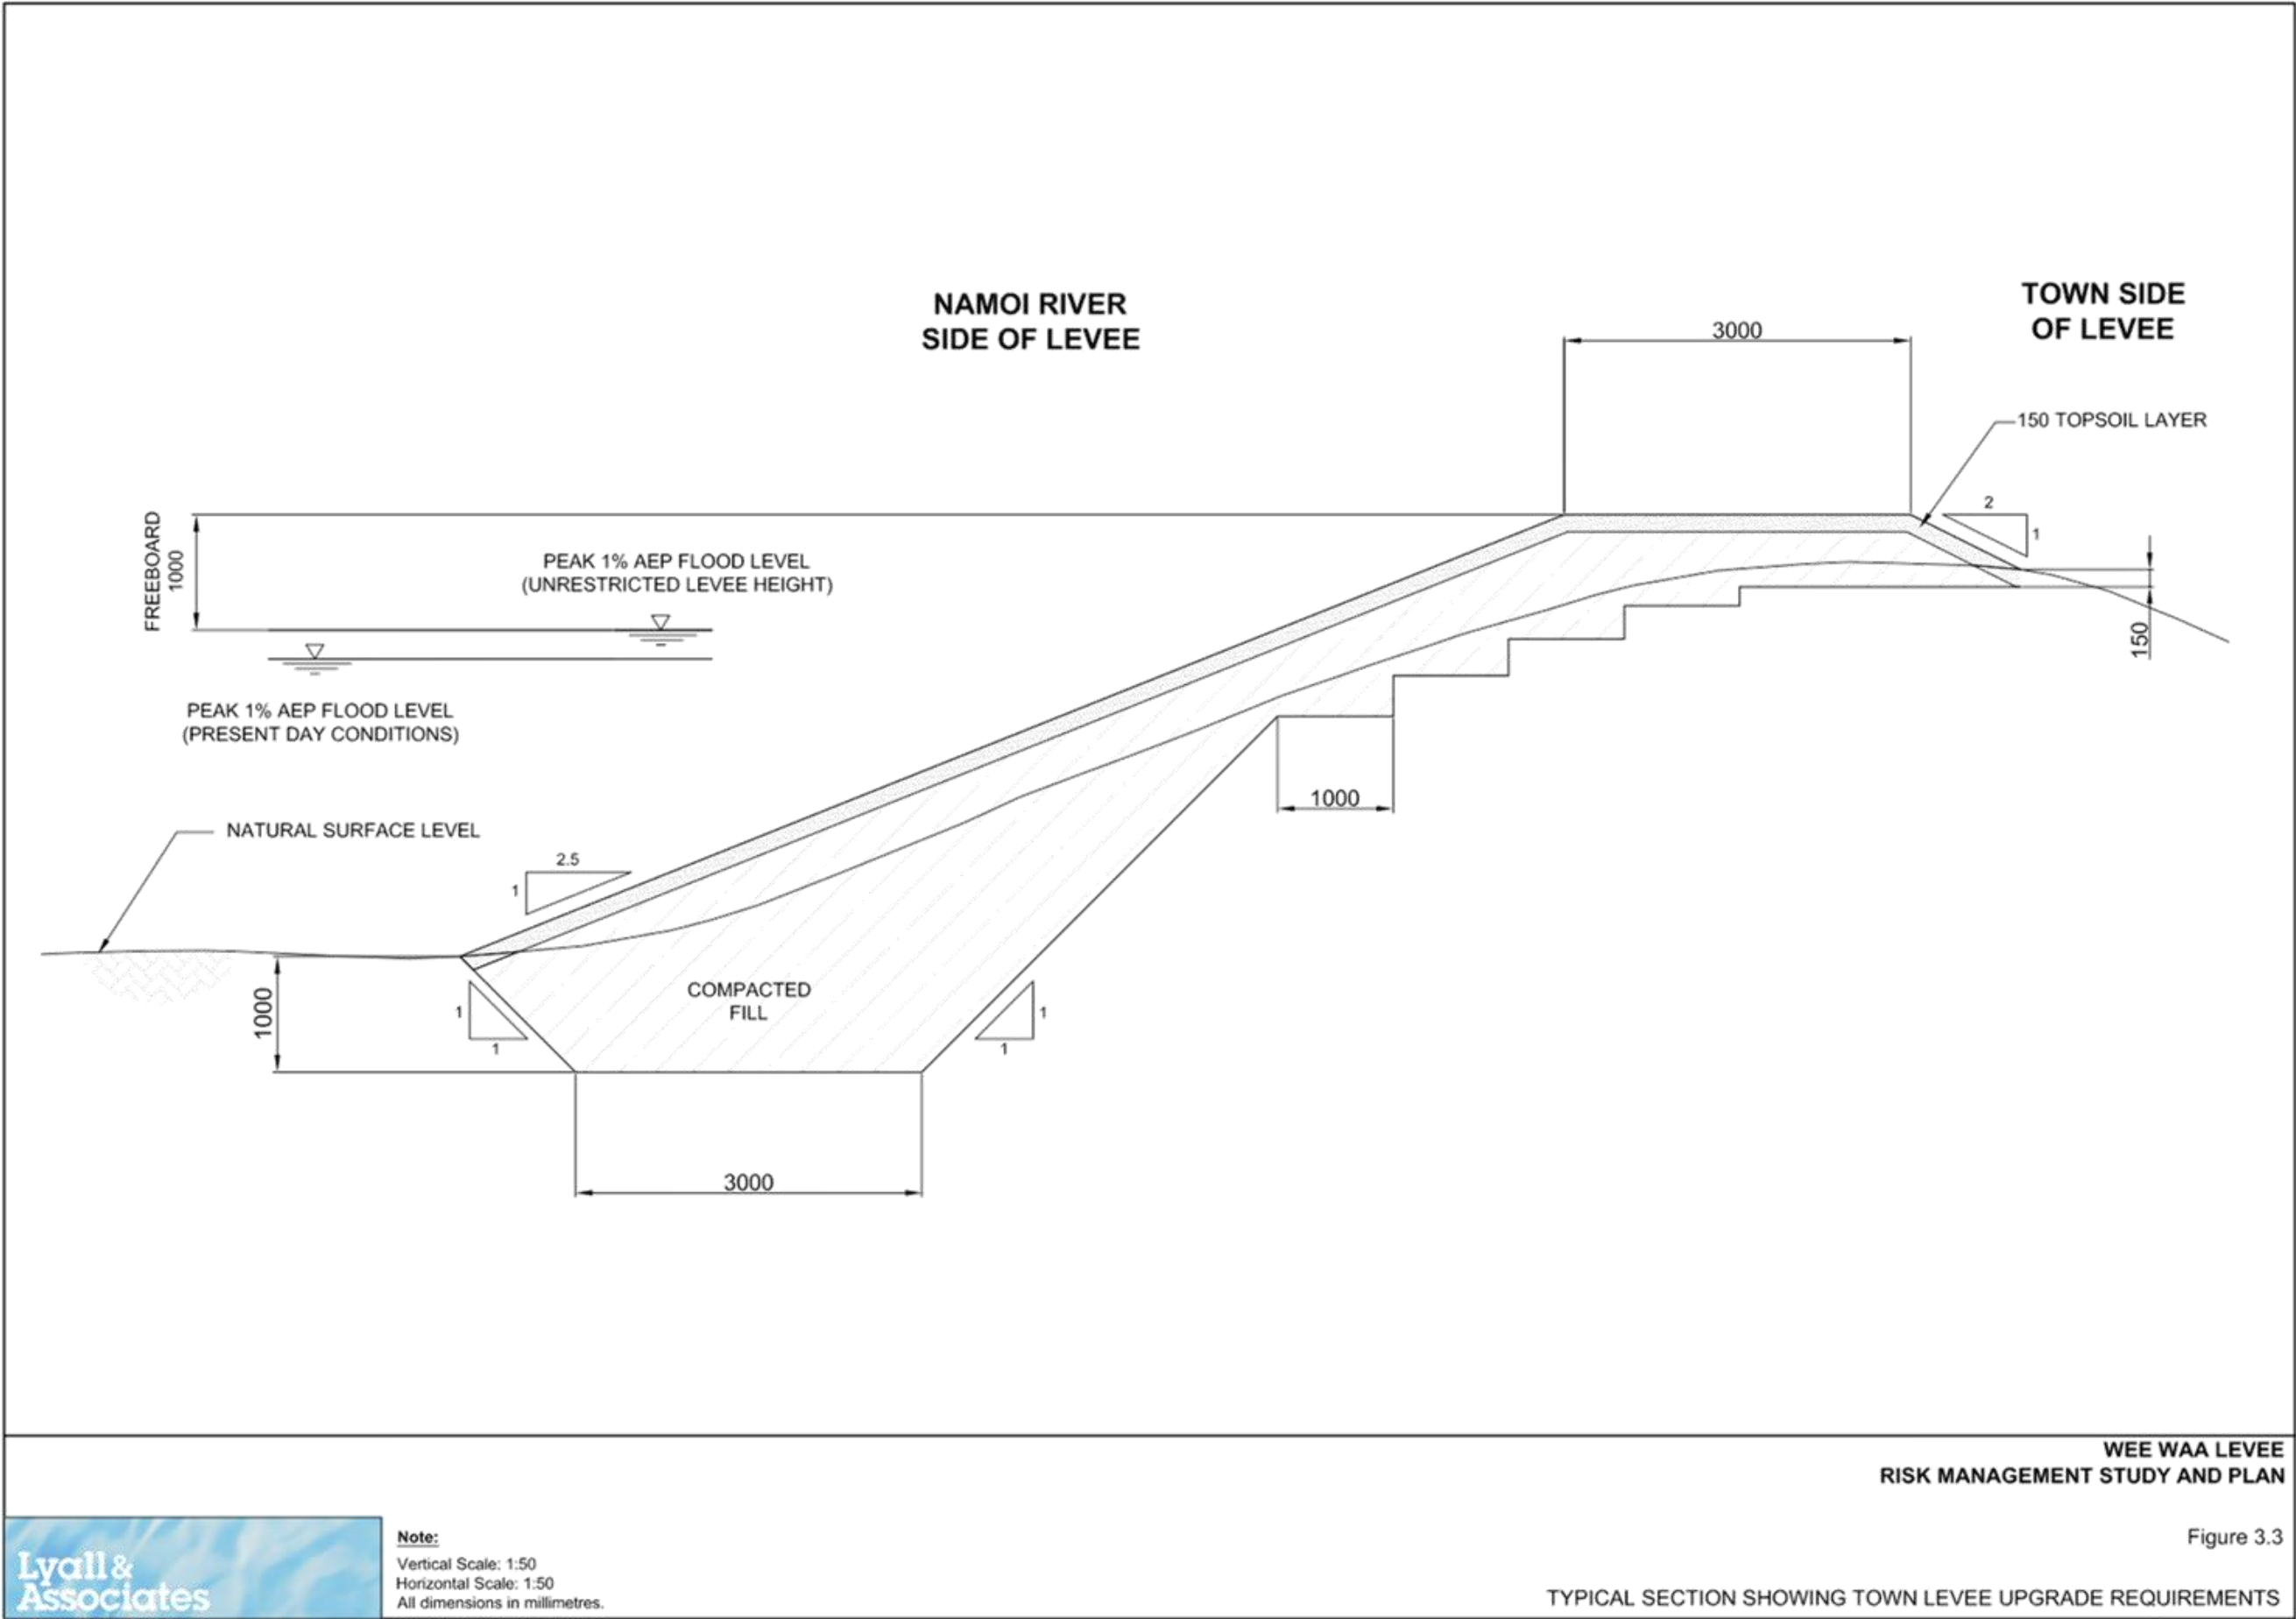 NAMOI RIVER
SIDE OF LEVEE
TOWN SIDE
OF LEVEE
3000
150 TOPSOIL LAYER
2
1
FREEBOARD
1000
PEAK 1% AEP FLOOD LEVEL
(UNRESTRICTED LEVEE HEIGHT)
150
PEAK 1% AEP FLOOD LEVEL
(PRESENT DAY CONDITIONS)
1000
NATURAL SURFACE LEVEL
2.5
1
1000
COMPACTED
FILL
1
1
1
1
3000
WEE WAA LEVEE
RISK MANAGEMENT STUDY AND PLAN
Figure 3.3
TYPICAL SECTION SHOWING TOWN LEVEE UPGRADE REQUIREMENTS
Lyall &
Associates
Note:
Vertical Scale: 1:50
Horizontal Scale: 1:50
All dimensions in millimetres.